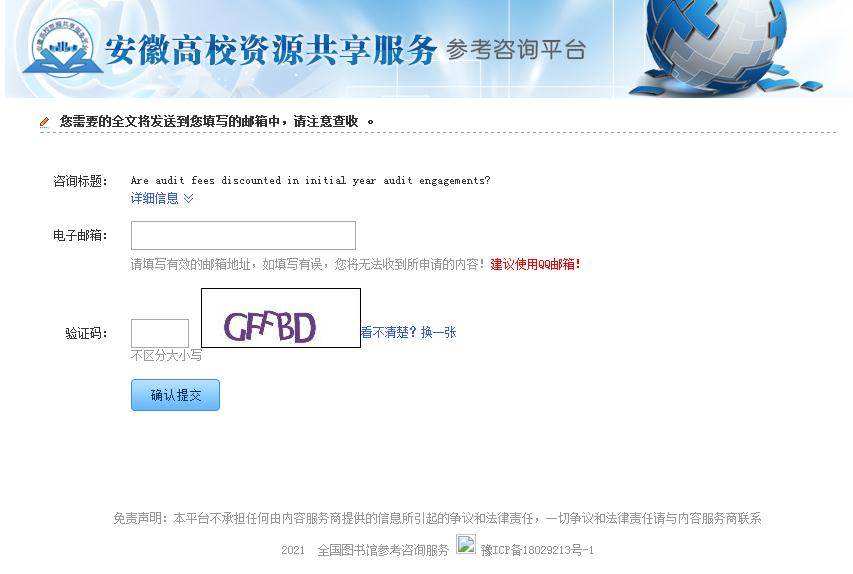 安徽高校资源共享服务 参考咨询平台
您需要的全文将发送到您填写的邮箱中，请注意查收 。
咨询标题： Are audit fees discounted in initial year audit engagements?
详细信息
电子邮箱：
请填写有效的邮箱地址，如填写有误，您将无法收到所申请的内容！建议使用QQ邮箱！
验证码： GFFBD 看不清楚？换一张
不区分大小写
确认提交
免责声明：本平台不承担任何由内容服务商提供的信息所引起的争议和法律责任，一切争议和法律责任请与内容服务商联系
2021 全国图书馆参考咨询服务 豫ICP备18029213号-1